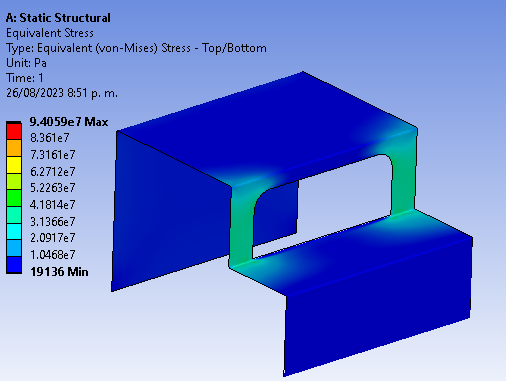 A: Static Structural
Equivalent Stress
Type: Equivalent (von-Mises) Stress - Top/Bottom
Unit: Pa
Time: 1
26/08/2023 8:51 p. m.
9.4059e7 Max
8.361e7
7.3161e7
6.2712e7
5.2263e7
4.1814e7
3.1366e7
2.0917e7
1.0468e7
19136 Min